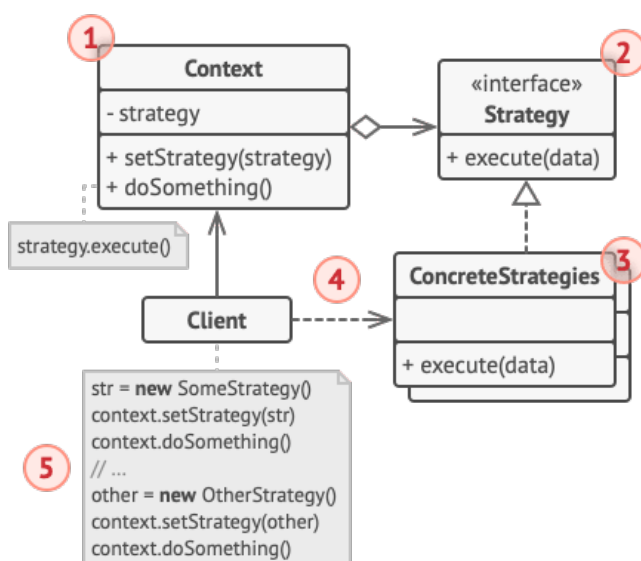 1
Context
- strategy
+ setStrategy(strategy)
+ doSomething()
2
«interface»
Strategy
+ execute(data)
strategy.execute()
3
ConcreteStrategies
+ execute(data)
4
Client
5
str = new SomeStrategy()
context.setStrategy(str)
context.doSomething()
// ...
other = new OtherStrategy()
context.setStrategy(other)
context.doSomething()